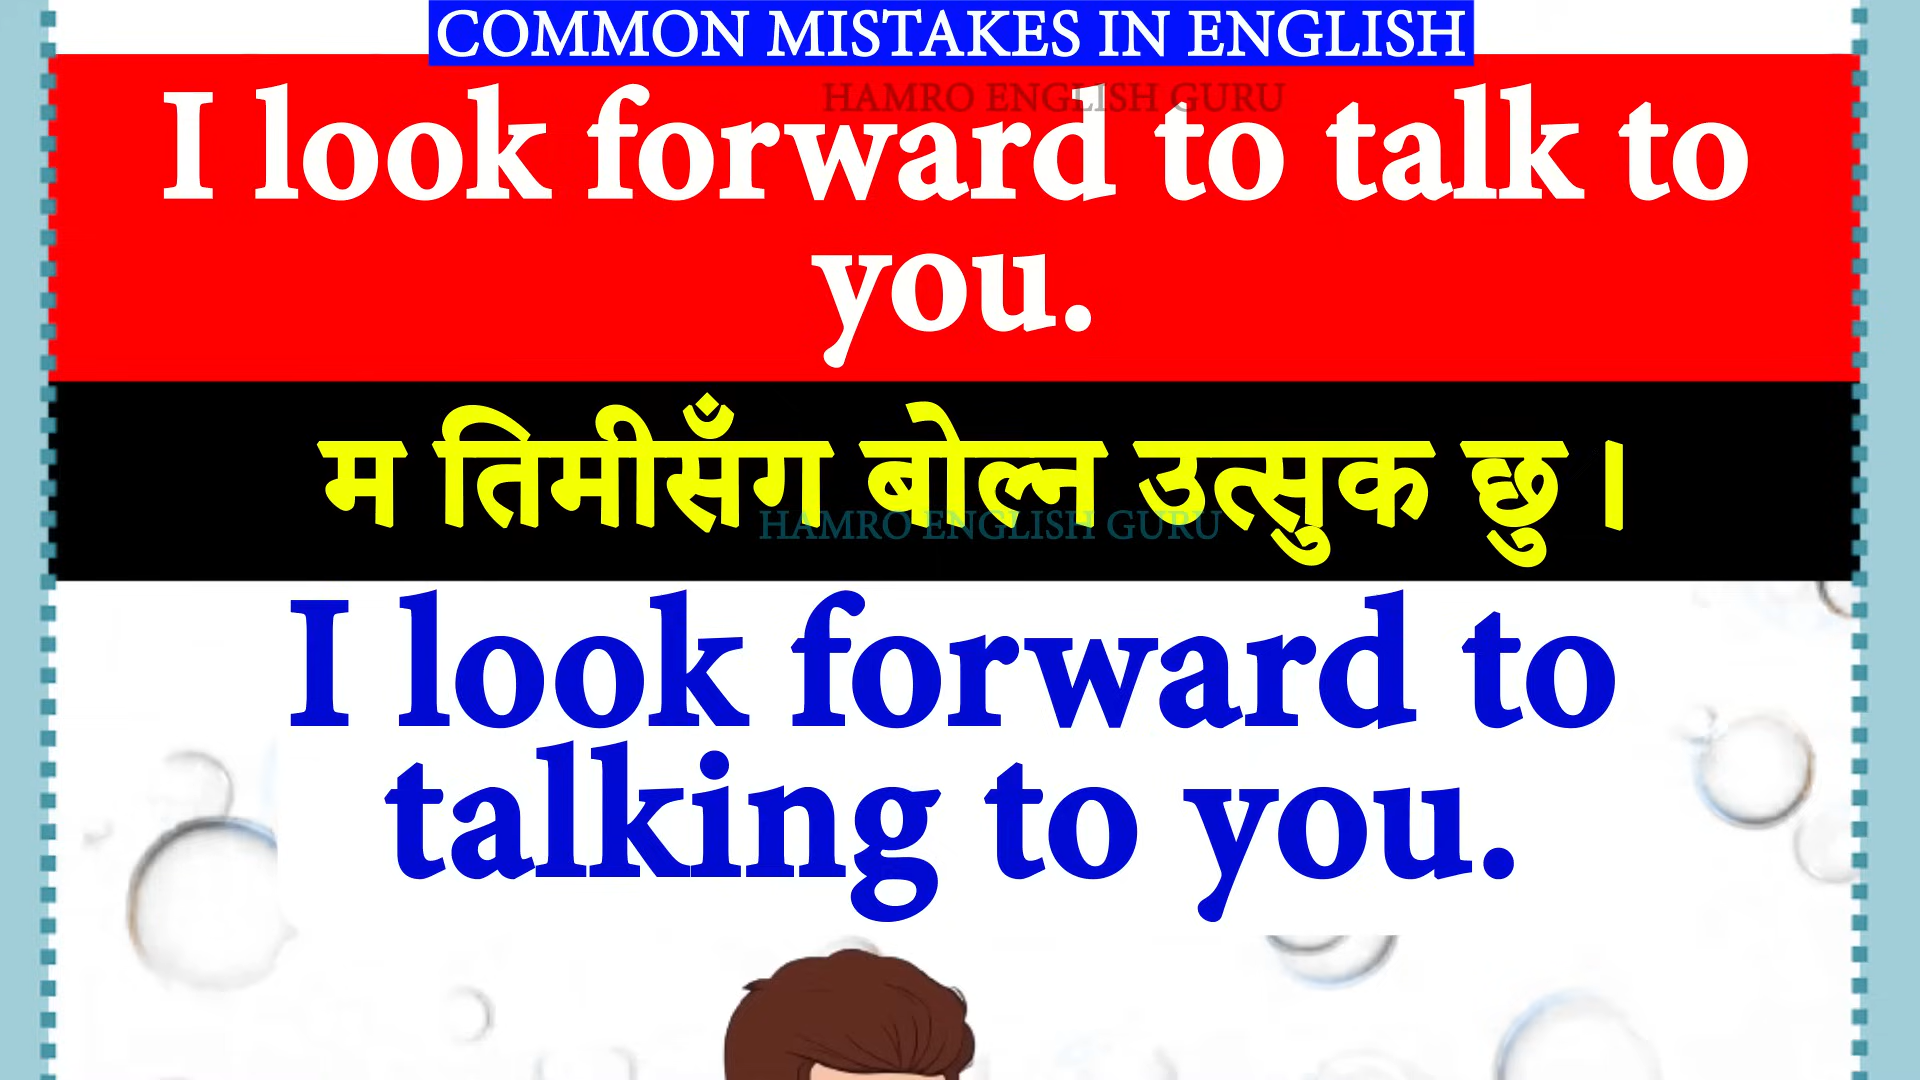 COMMON MISTAKES IN ENGLISH
HAMRO ENGLISH GURU
I look forward to talk to
you.
म तिमीसँग बोल्न उत्सुक छु ।
HAMRO ENGLISH GURU
I look forward to
talking to you.